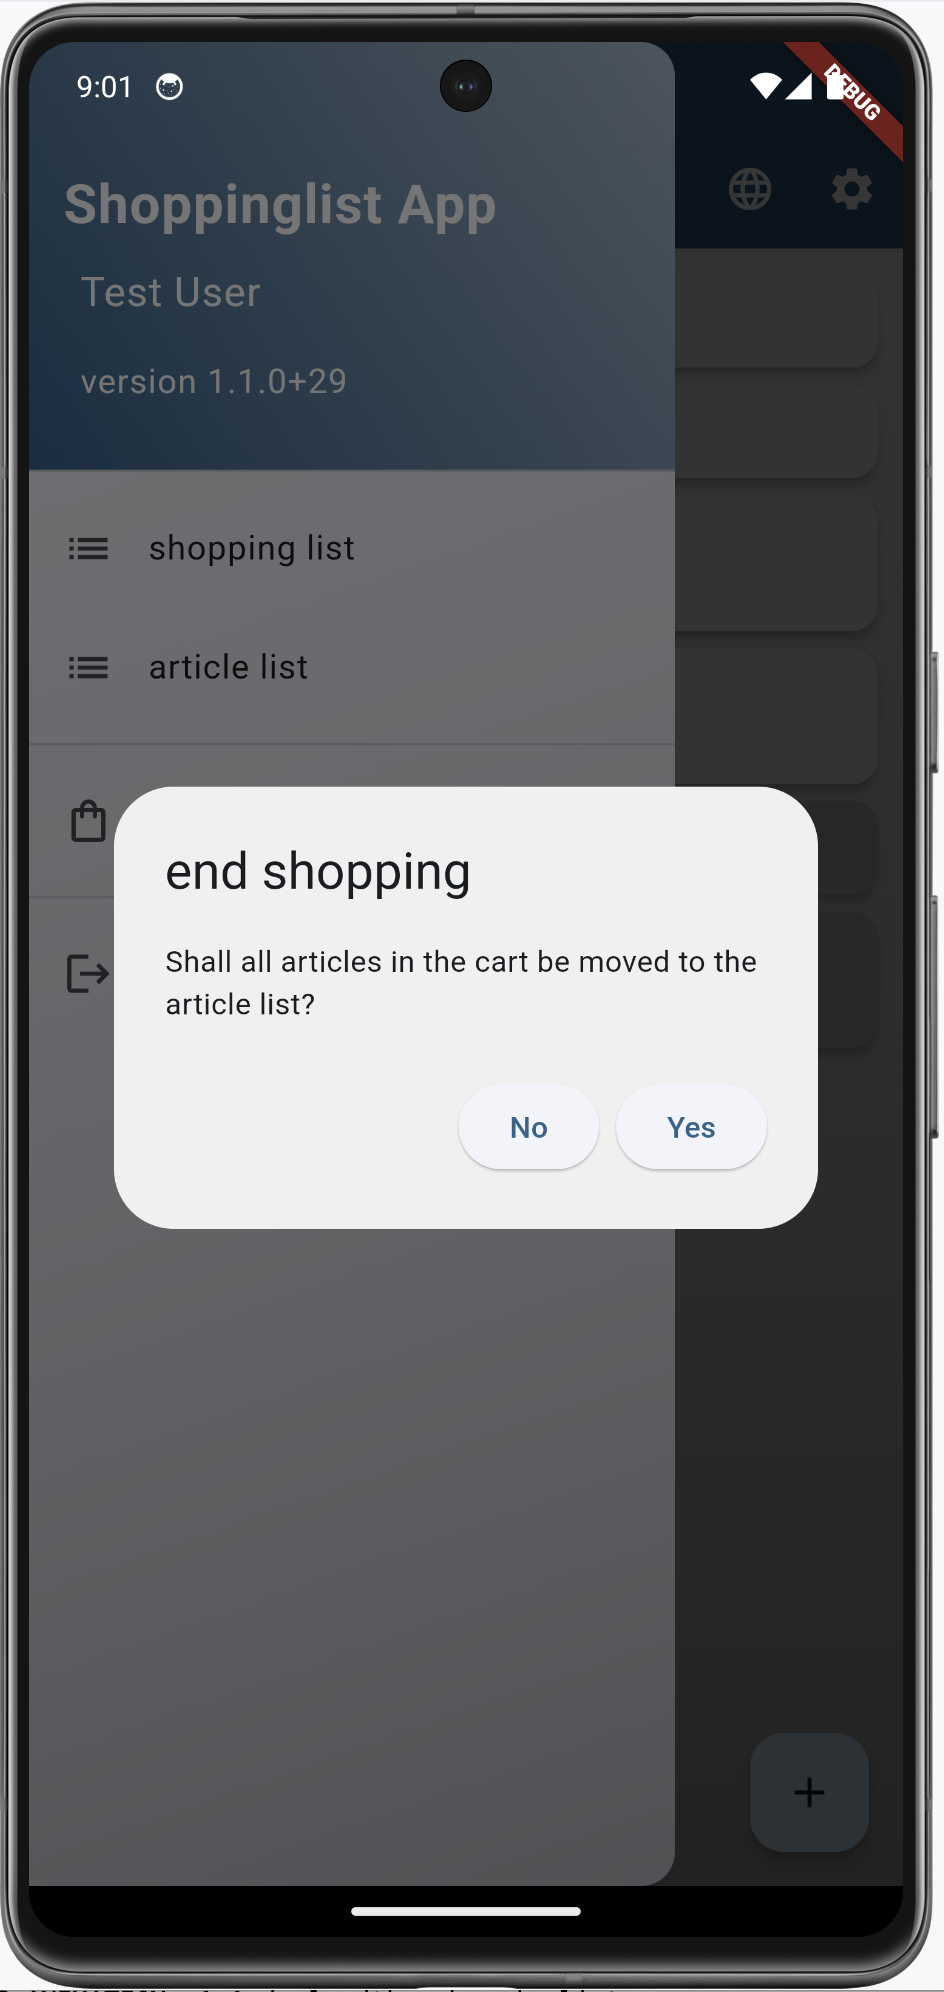 9:01
DEBUG
Shoppinglist App
Test User
version 1.1.0+29
shopping list
article list
end shopping
Shall all articles in the cart be moved to the
article list?
No
Yes